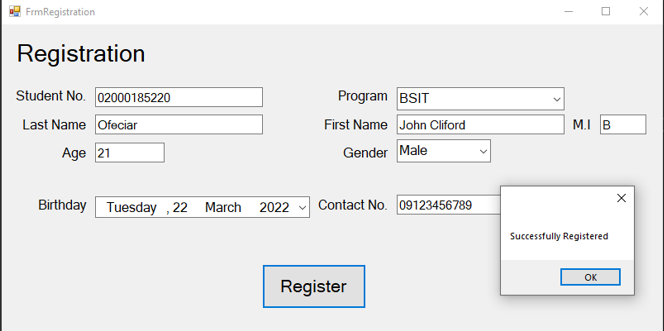 FrmRegistration
Registration
Student No. 02000185220 Program BSIT
Last Name Ofeciar First Name John Cliford M.I B
Age 21 Gender Male
Birthday Tuesday , 22 March 2022 Contact No. 09123456789
Successfully Registered
OK
Register